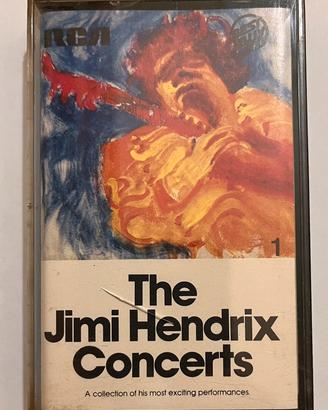 RCA
1
The
Jimi Hendrix
Concerts
A collection of his most exciting performances